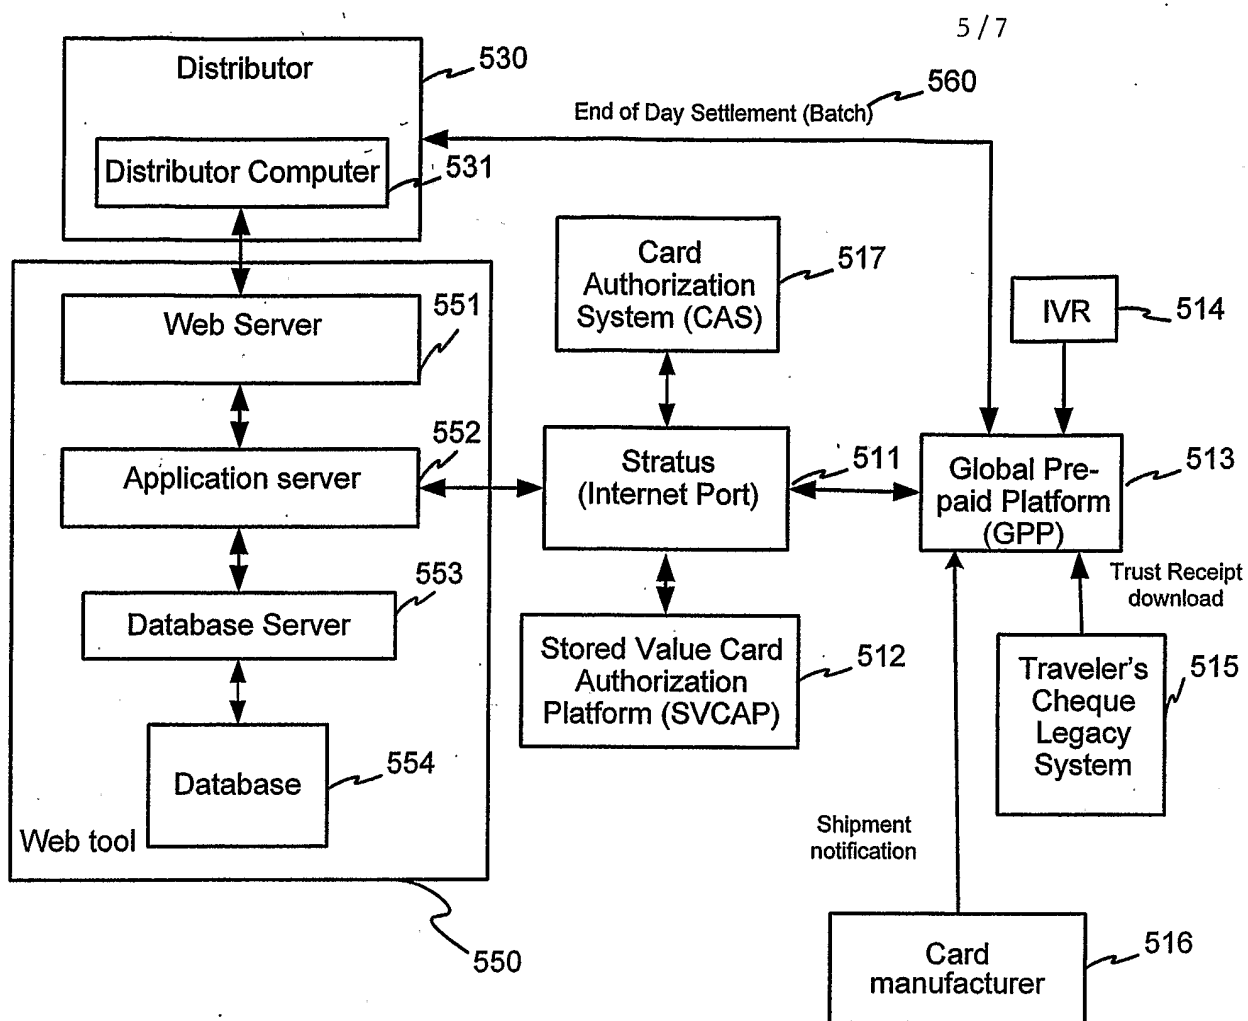 5 / 7
Distributor
530
Distributor Computer
531
End of Day Settlement (Batch)
560
Web Server
551
Application server
552
Database Server
553
Database
554
Web tool
550
Card
Authorization
System (CAS)
517
Stratus
(Internet Port)
511
Stored Value Card
Authorization
Platform (SVCAP)
512
IVR
514
Global Pre-
paid Platform
(GPP)
513
Trust Receipt
download
Traveler's
Cheque
Legacy
System
515
Shipment
notification
Card
manufacturer
516